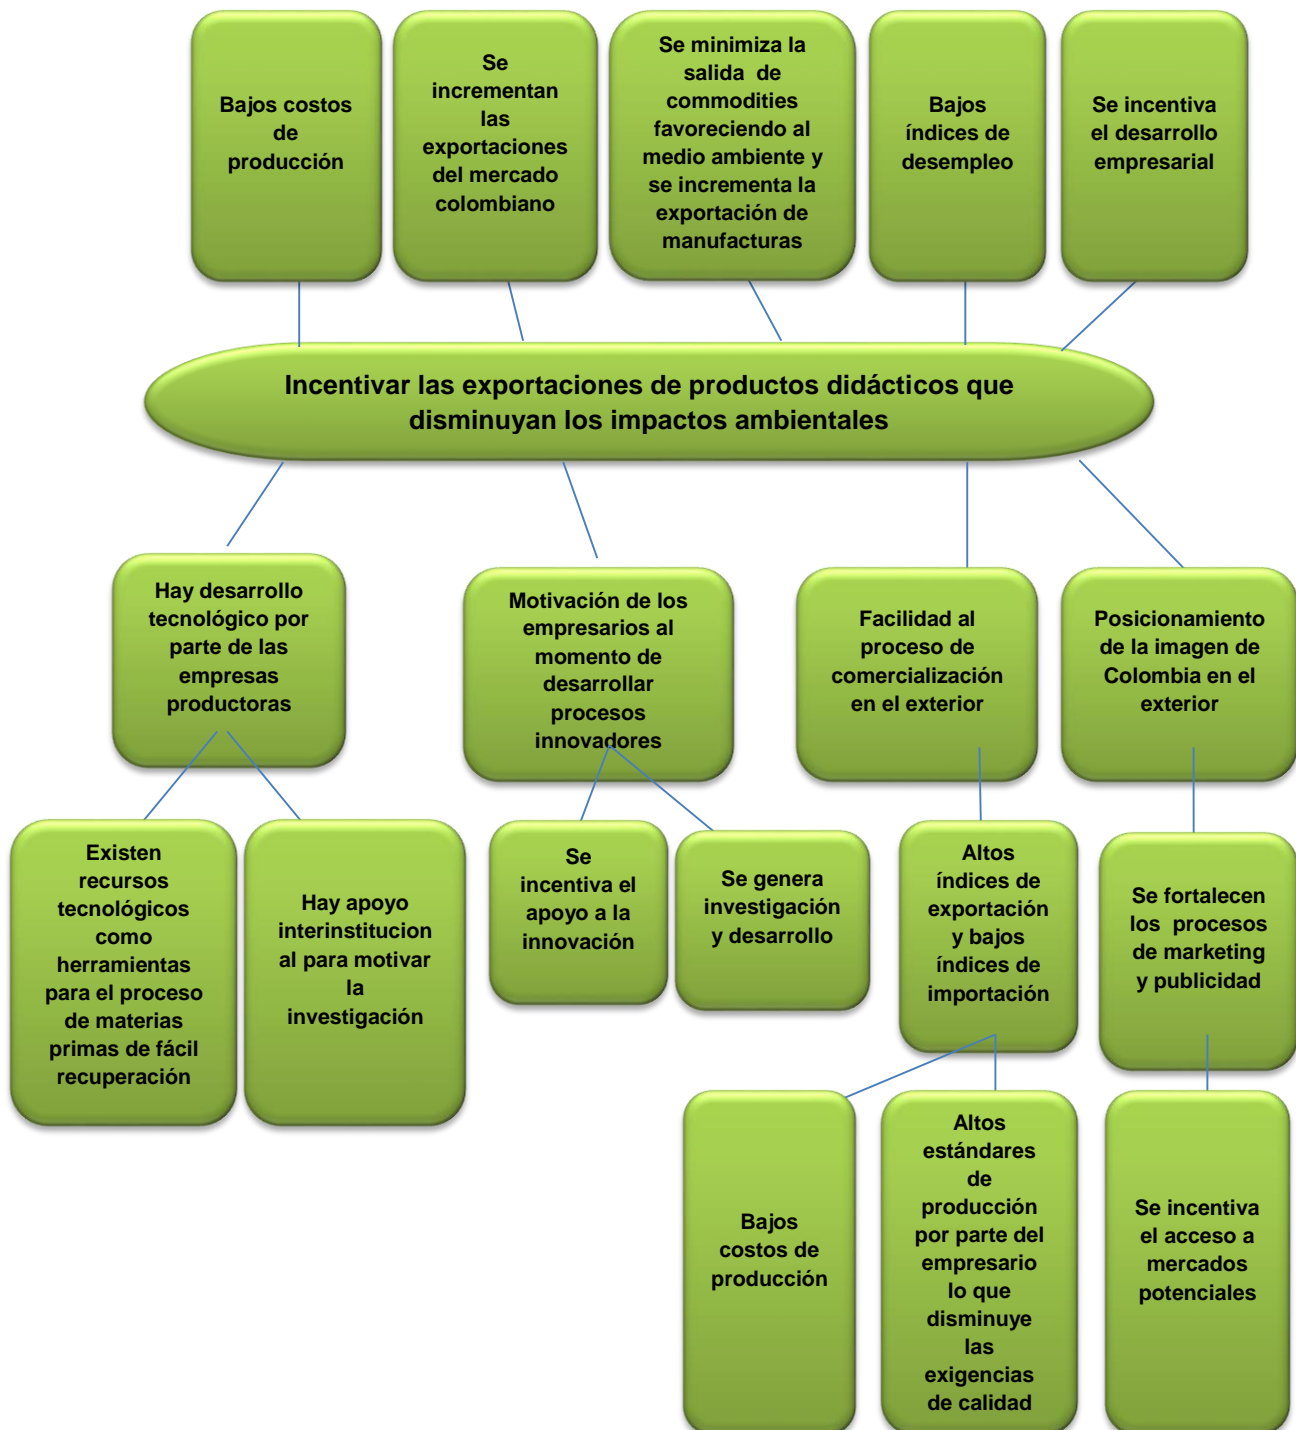 Bajos costos
de
producción
Se
incrementan
las
exportaciones
del mercado
colombiano
Se minimiza la
salida de
commodities
favoreciendo al
medio ambiente y
se incrementa la
exportación de
manufacturas
Bajos
índices de
desempleo
Se incentiva
el desarrollo
empresarial
Incentivar las exportaciones de productos didácticos que
disminuyan los impactos ambientales
Hay desarrollo
tecnológico por
parte de las
empresas
productoras
Motivación de los
empresarios al
momento de
desarrollar
procesos
innovadores
Facilidad al
proceso de
comercialización
en el exterior
Posicionamiento
de la imagen de
Colombia en el
exterior
Existen
recursos
tecnológicos
como
herramientas
para el proceso
de materias
primas de fácil
recuperación
Hay apoyo
interinstitucion
al para motivar
la
investigación
Se
incentiva el
apoyo a la
innovación
Se genera
investigación
y desarrollo
Altos
índices de
exportación
y bajos
índices de
importación
Se fortalecen
los procesos
de marketing
y publicidad
Bajos
costos de
producción
Altos
estándares
de
producción
por parte del
empresario
lo que
disminuye
las
exigencias
de calidad
Se incentiva
el acceso a
mercados
potenciales